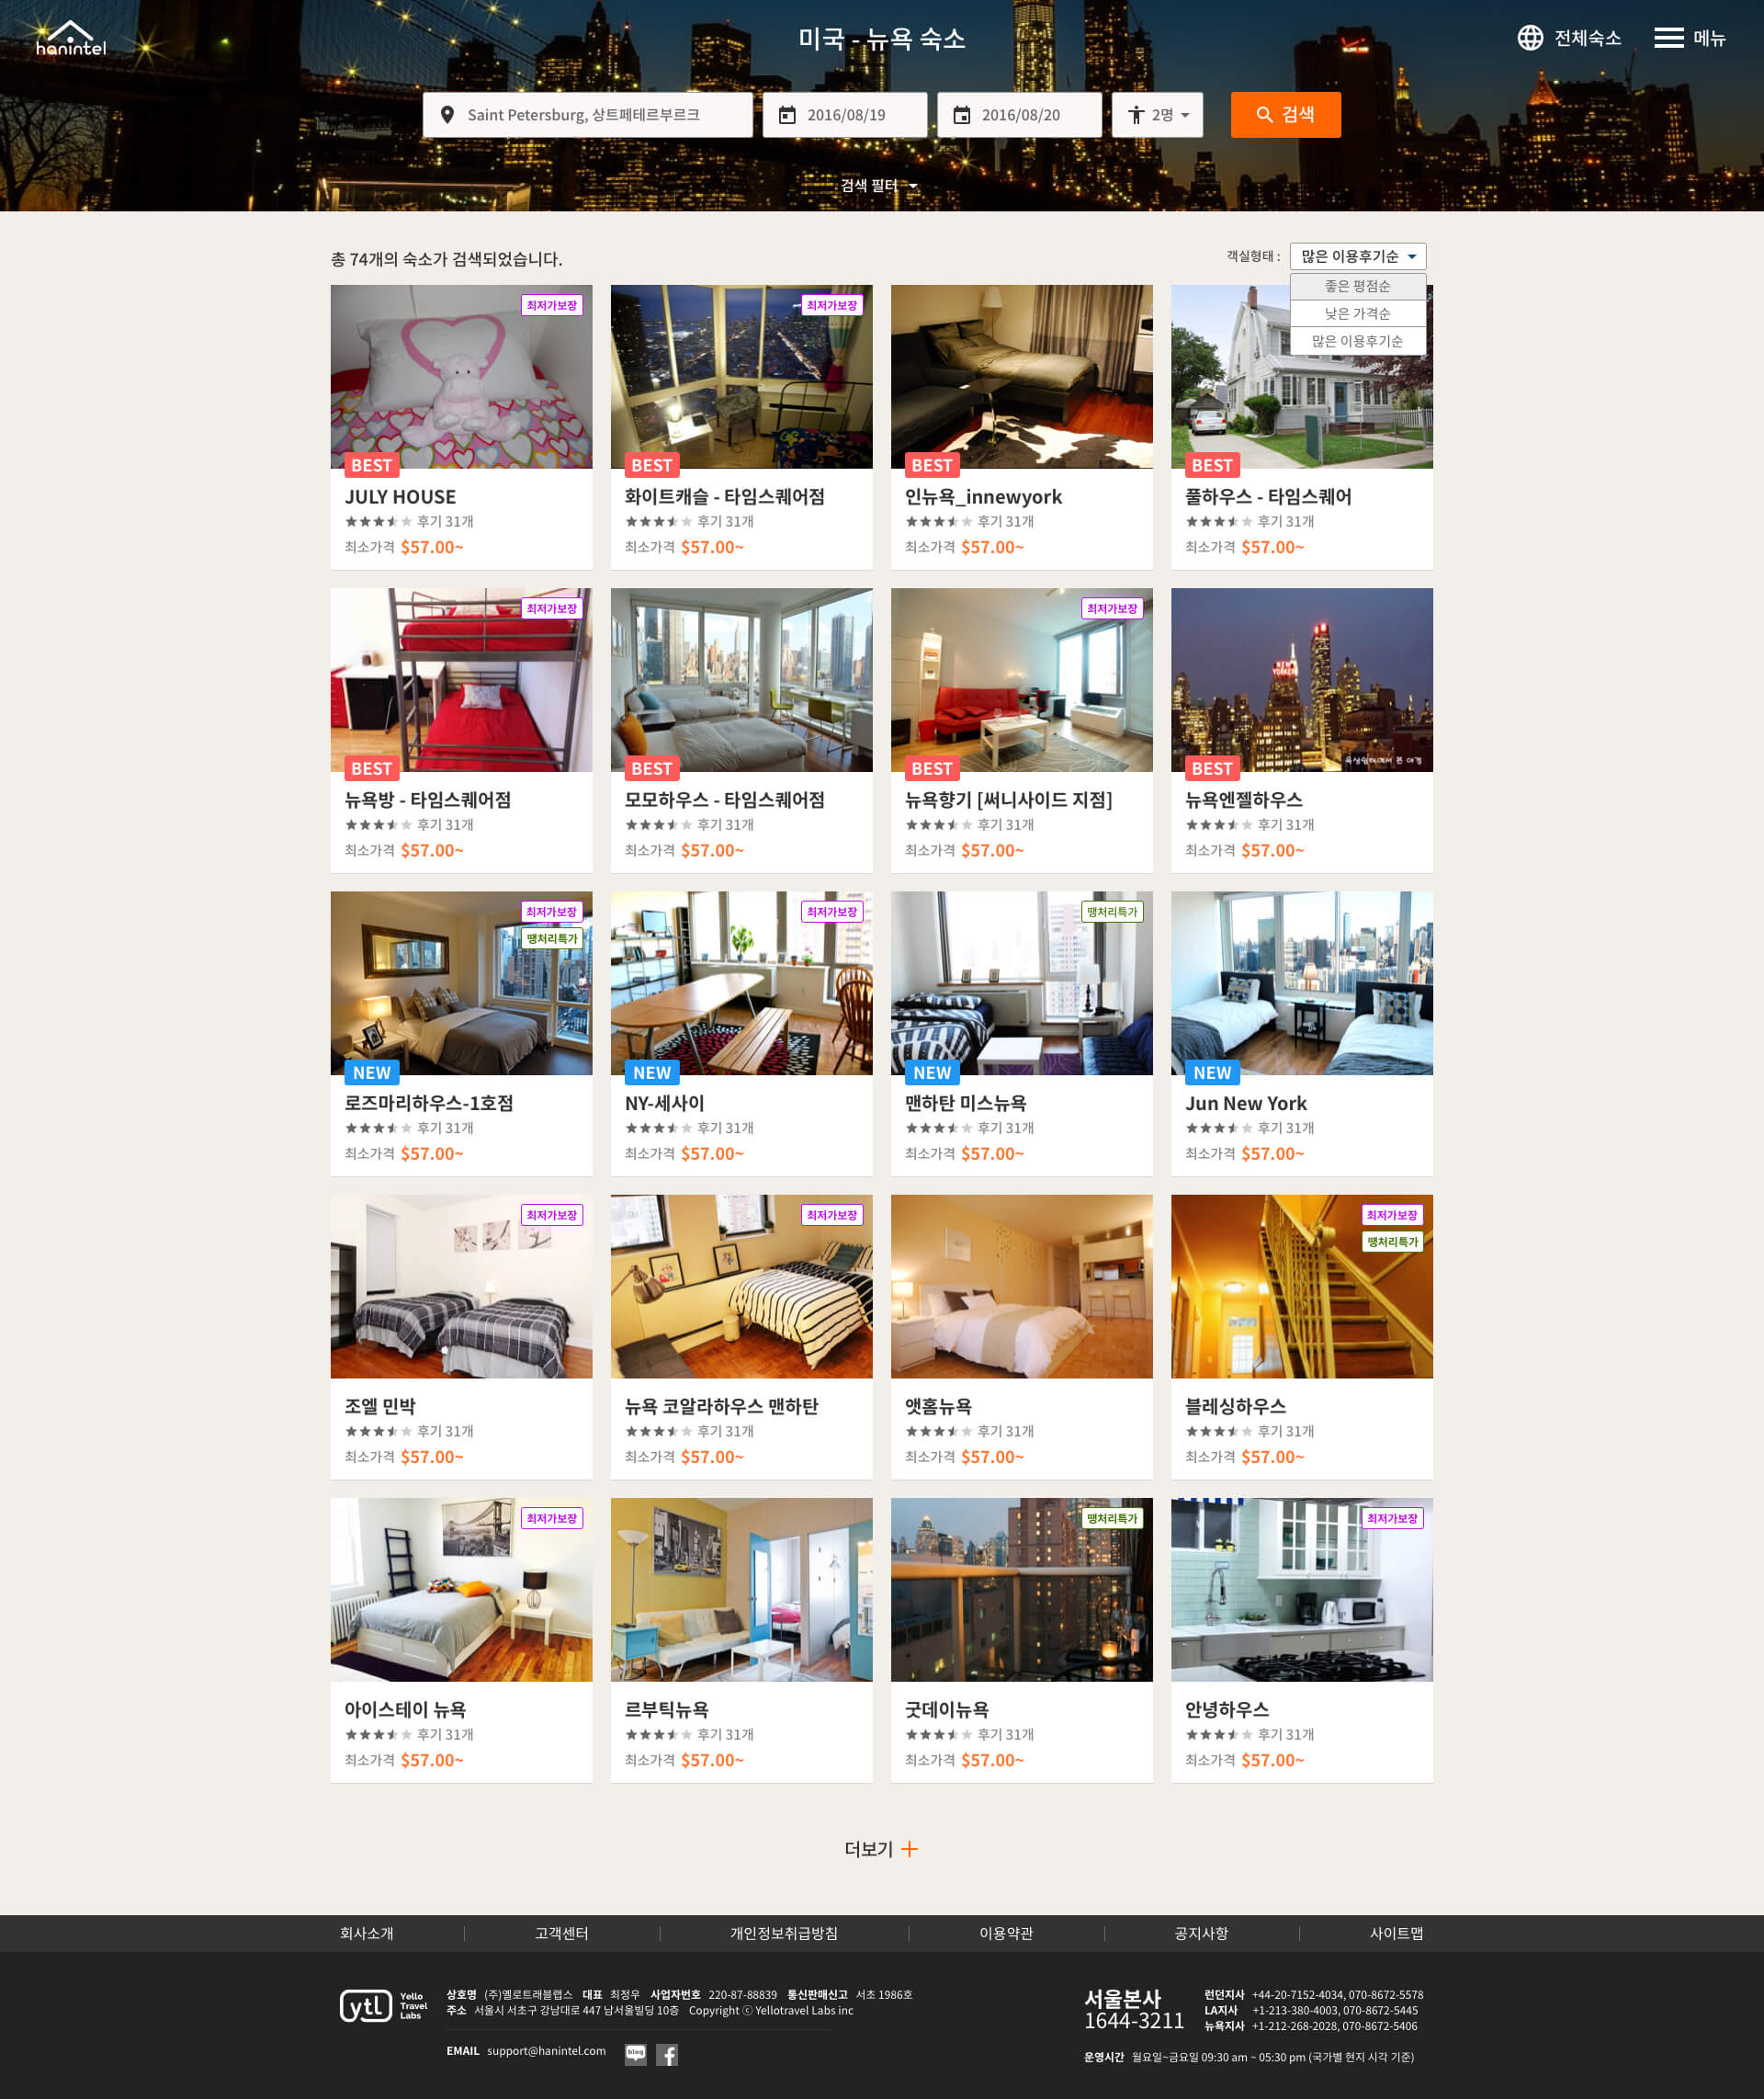 hanintel
미국 - 뉴욕 숙소
전체숙소
메뉴
Saint Petersburg, 상트페테르부르크
2016/08/19
2016/08/20
2명
검색
검색 필터
총 74개의 숙소가 검색되었습니다.
객실형태 :
많은 이용후기순
좋은 평점순
낮은 가격순
많은 이용후기순
최저가보장
BEST
JULY HOUSE
후기 31개
최소가격 $57.00~
최저가보장
BEST
화이트캐슬 - 타임스퀘어점
후기 31개
최소가격 $57.00~
BEST
인뉴욕_innewyork
후기 31개
최소가격 $57.00~
BEST
풀하우스 - 타임스퀘어
후기 31개
최소가격 $57.00~
최저가보장
BEST
뉴욕방 - 타임스퀘어점
후기 31개
최소가격 $57.00~
BEST
모모하우스 - 타임스퀘어점
후기 31개
최소가격 $57.00~
최저가보장
BEST
뉴욕향기 [써니사이드 지점]
후기 31개
최소가격 $57.00~
NEW
YORKER
옥상테라스에서 본 야경
BEST
뉴욕엔젤하우스
후기 31개
최소가격 $57.00~
최저가보장
땡처리특가
NEW
로즈마리하우스-1호점
후기 31개
최소가격 $57.00~
최저가보장
NEW
NY-세사이
후기 31개
최소가격 $57.00~
땡처리특가
NEW
맨하탄 미스뉴욕
후기 31개
최소가격 $57.00~
NEW
Jun New York
후기 31개
최소가격 $57.00~
최저가보장
조엘 민박
후기 31개
최소가격 $57.00~
최저가보장
뉴욕 코알라하우스 맨하탄
후기 31개
최소가격 $57.00~
앳홈뉴욕
후기 31개
최소가격 $57.00~
최저가보장
땡처리특가
블레싱하우스
후기 31개
최소가격 $57.00~
최저가보장
아이스테이 뉴욕
후기 31개
최소가격 $57.00~
르부틱뉴욕
후기 31개
최소가격 $57.00~
땡처리특가
굿데이뉴욕
후기 31개
최소가격 $57.00~
최저가보장
안녕하우스
후기 31개
최소가격 $57.00~
더보기 +
회사소개
고객센터
개인정보취급방침
이용약관
공지사항
사이트맵
ytl Yello
Travel
Labs
상호명 (주)옐로트래블랩스 대표 최정우 사업자번호 220-87-88839 통신판매신고 서초 1986호
주소 서울시 서초구 강남대로 447 남서울빌딩 10층 Copyright ⓒ Yellotravel Labs inc
EMAIL support@hanintel.com
blog
f
서울본사
1644-3211
런던지사 +44-20-7152-4034, 070-8672-5578
LA지사 +1-213-380-4003, 070-8672-5445
뉴욕지사 +1-212-268-2028, 070-8672-5406
운영시간 월요일~금요일 09:30 am ~ 05:30 pm (국가별 현지 시각 기준)